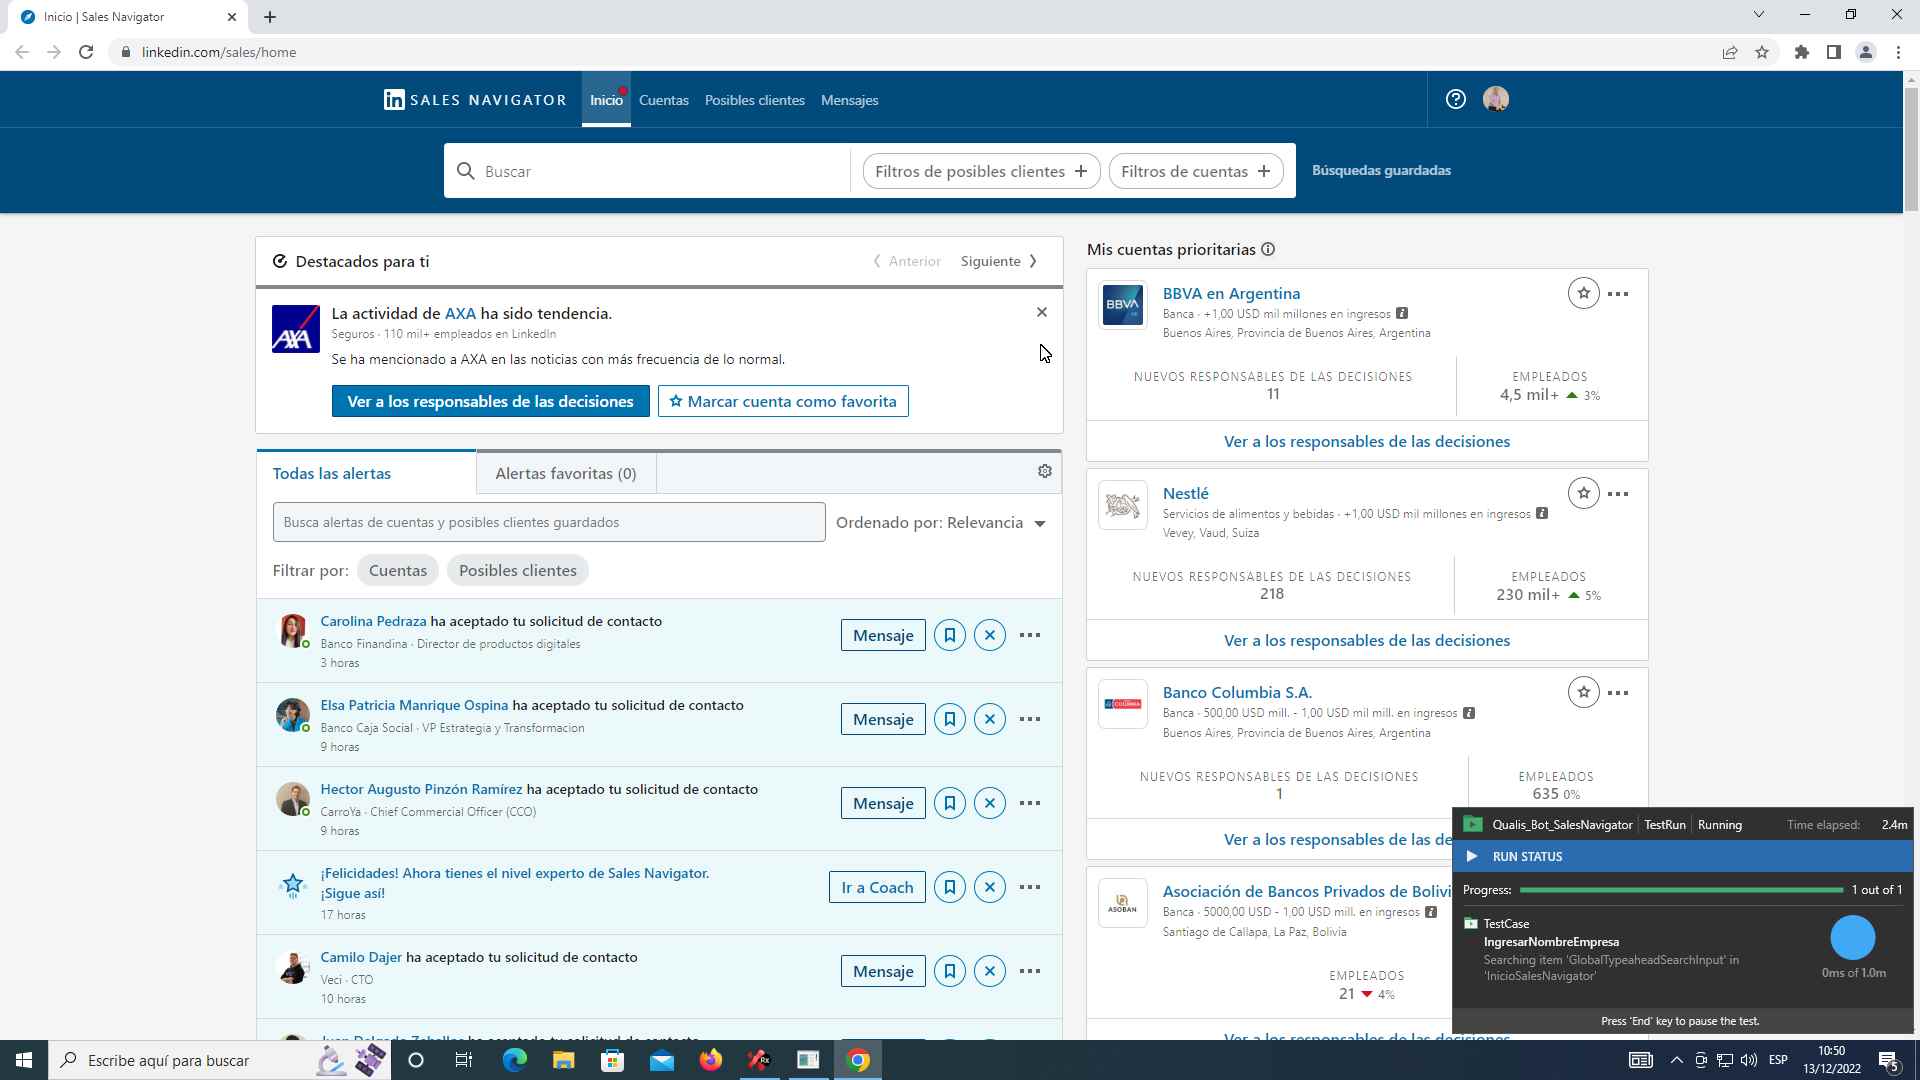 Inicio | Sales Navigator
linkedin.com/sales/home
in SALES NAVIGATOR
Inicio
Cuentas
Posibles clientes
Mensajes
Buscar
Filtros de posibles clientes +
Filtros de cuentas +
Búsquedas guardadas
Destacados para ti
Anterior
Siguiente
AXA
La actividad de AXA ha sido tendencia.
Seguros · 110 mil+ empleados en LinkedIn
Se ha mencionado a AXA en las noticias con más frecuencia de lo normal.
Ver a los responsables de las decisiones
Marcar cuenta como favorita
Todas las alertas
Alertas favoritas (0)
Busca alertas de cuentas y posibles clientes guardados
Ordenado por: Relevancia
Filtrar por:
Cuentas
Posibles clientes
Carolina Pedraza ha aceptado tu solicitud de contacto
Banco Finandina · Director de productos digitales
3 horas
Mensaje
Elsa Patricia Manrique Ospina ha aceptado tu solicitud de contacto
Banco Caja Social · VP Estrategia y Transformacion
9 horas
Mensaje
Hector Augusto Pinzón Ramírez ha aceptado tu solicitud de contacto
CarroYa · Chief Commercial Officer (CCO)
9 horas
Mensaje
¡Felicidades! Ahora tienes el nivel experto de Sales Navigator.
¡Sigue así!
17 horas
Ir a Coach
Camilo Dajer ha aceptado tu solicitud de contacto
Veci · CTO
10 horas
Mensaje
Mis cuentas prioritarias
BBVA
BBVA en Argentina
Banca · +1,00 USD mil millones en ingresos
Buenos Aires, Provincia de Buenos Aires, Argentina
NUEVOS RESPONSABLES DE LAS DECISIONES
11
EMPLEADOS
4,5 mil+ 3%
Ver a los responsables de las decisiones
Nestlé
Servicios de alimentos y bebidas · +1,00 USD mil millones en ingresos
Vevey, Vaud, Suiza
NUEVOS RESPONSABLES DE LAS DECISIONES
218
EMPLEADOS
230 mil+ 5%
Ver a los responsables de las decisiones
Banco Columbia S.A.
Banca · 500,00 USD mill. - 1,00 USD mil mill. en ingresos
Buenos Aires, Provincia de Buenos Aires, Argentina
NUEVOS RESPONSABLES DE LAS DECISIONES
1
EMPLEADOS
635 0%
Ver a los responsables de las de
ASOBAN
Asociación de Bancos Privados de Bolivi
Banca · 5000,00 USD - 1,00 USD mill. en ingresos
Santiago de Callapa, La Paz, Bolivia
EMPLEADOS
21 4%
Qualis_Bot_SalesNavigator
TestRun
Running
Time elapsed: 2.4m
RUN STATUS
Progress: 1 out of 1
TestCase
IngresarNombreEmpresa
Searching item 'GlobalTypeaheadSearchInput' in
'InicioSalesNavigator'
0ms of 1.0m
Press 'End' key to pause the test.
Escribe aquí para buscar
ESP
10:50
13/12/2022
5